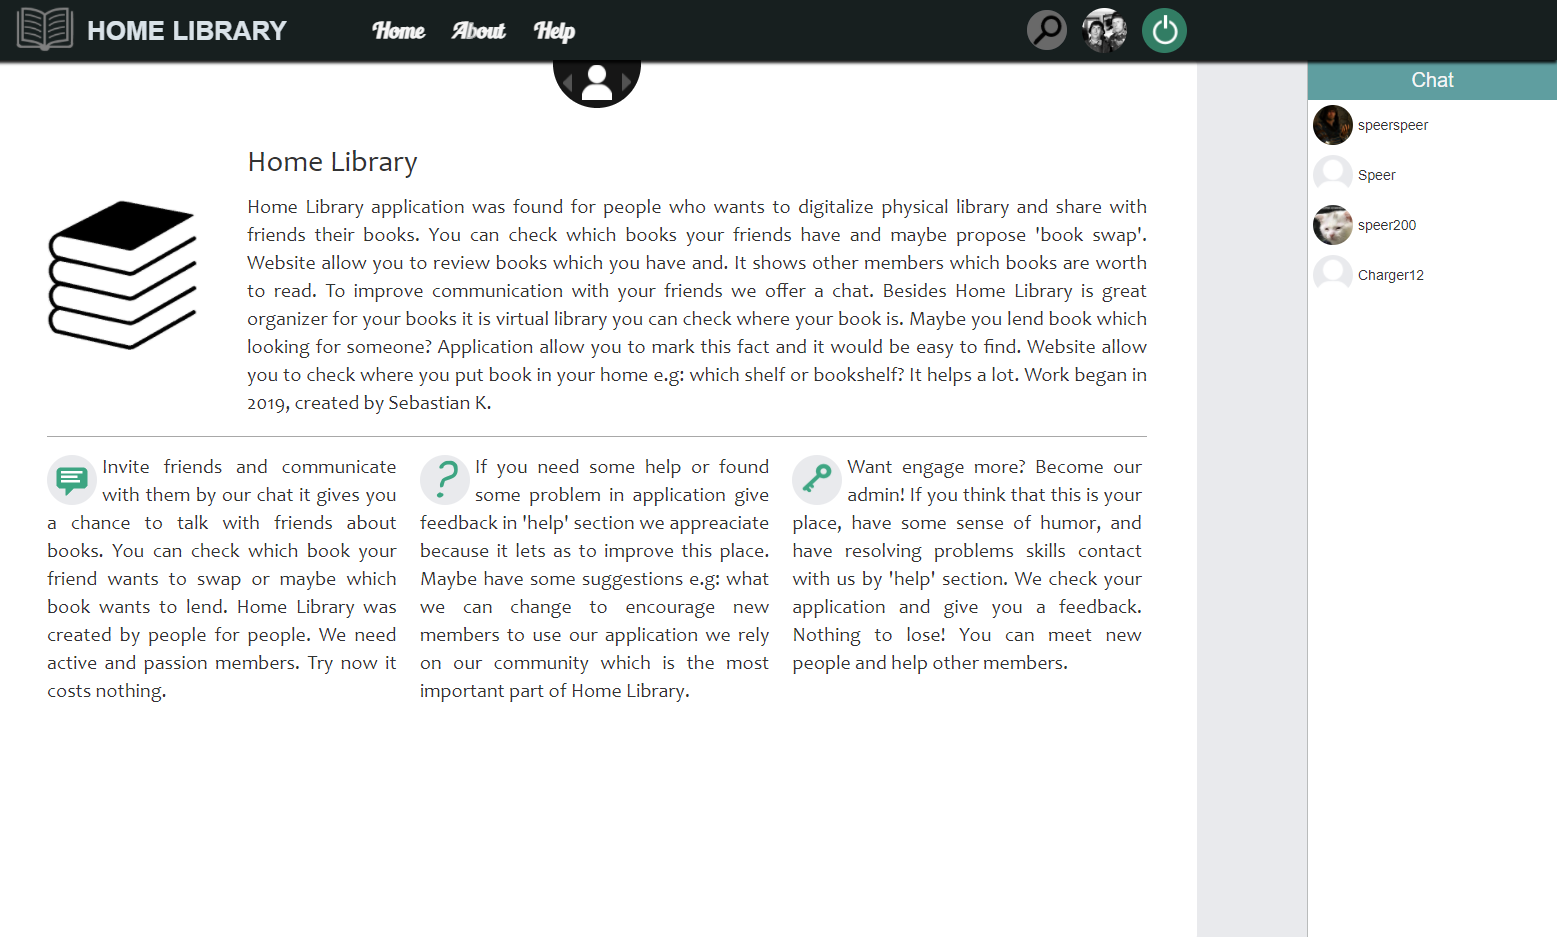 HOME LIBRARY
Home About Help
Chat
speerspeer
Speer
speer200
Charger12
Home Library
Home Library application was found for people who wants to digitalize physical library and share with
friends their books. You can check which books your friends have and maybe propose 'book swap'.
Website allow you to review books which you have and. It shows other members which books are worth
to read. To improve communication with your friends we offer a chat. Besides Home Library is great
organizer for your books it is virtual library you can check where your book is. Maybe you lend book which
looking for someone? Application allow you to mark this fact and it would be easy to find. Website allow
you to check where you put book in your home e.g: which shelf or bookshelf? It helps a lot. Work began in
2019, created by Sebastian K.
Invite friends and communicate
with them by our chat it gives you
a chance to talk with friends about
books. You can check which book your
friend wants to swap or maybe which
book wants to lend. Home Library was
created by people for people. We need
active and passion members. Try now it
costs nothing.
If you need some help or found
some problem in application give
feedback in 'help' section we appreaciate
because it lets as to improve this place.
Maybe have some suggestions e.g: what
we can change to encourage new
members to use our application we rely
on our community which is the most
important part of Home Library.
Want engage more? Become our
admin! If you think that this is your
place, have some sense of humor, and
have resolving problems skills contact
with us by 'help' section. We check your
application and give you a feedback.
Nothing to lose! You can meet new
people and help other members.